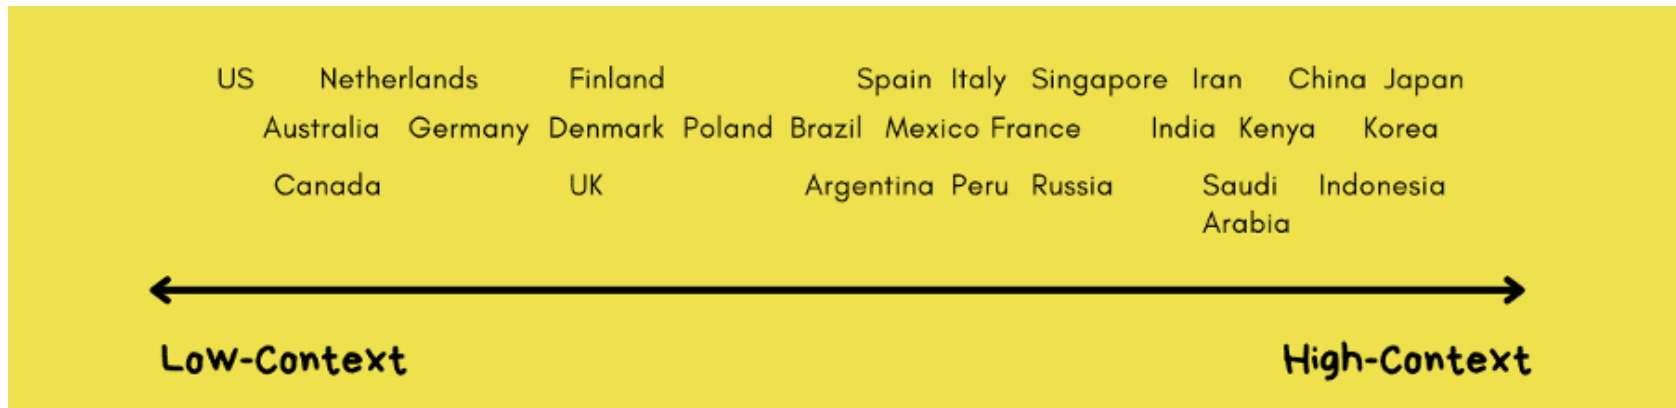 US Netherlands Finland Spain Italy Singapore Iran China Japan
Australia Germany Denmark Poland Brazil Mexico France India Kenya Korea
Canada UK Argentina Peru Russia Saudi Indonesia
Arabia
Low-Context High-Context